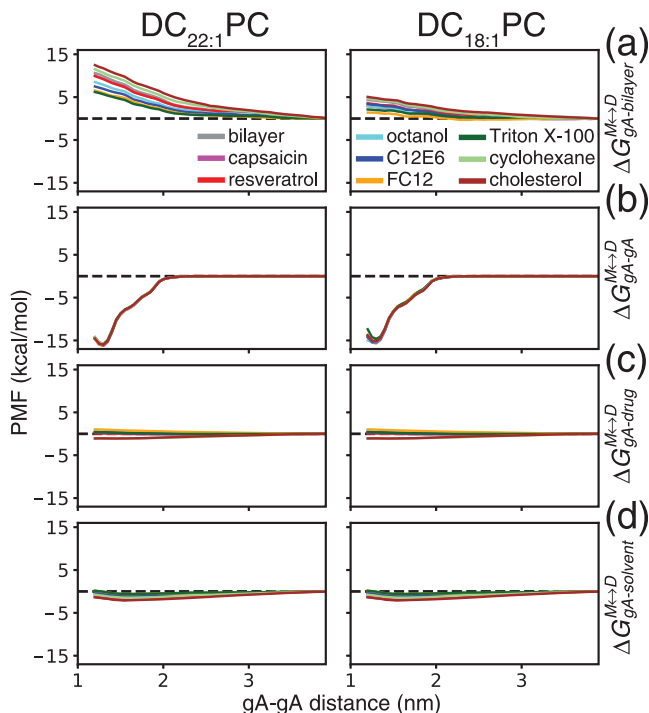 DC22:1PC DC18:1PC
(a)
15
5
−5
−15
bilayer
capsaicin
resveratrol
octanol
C12E6
FC12
Triton X-100
cyclohexane
cholesterol
ΔG^{M↔D}_{gA-bilayer}
(b)
15
5
−5
−15
ΔG^{M↔D}_{gA-gA}
PMF (kcal/mol)
(c)
15
5
−5
−15
ΔG^{M↔D}_{gA-drug}
(d)
15
5
−5
−15
ΔG^{M↔D}_{gA-solvent}
1 2 3 1 2 3
gA-gA distance (nm)